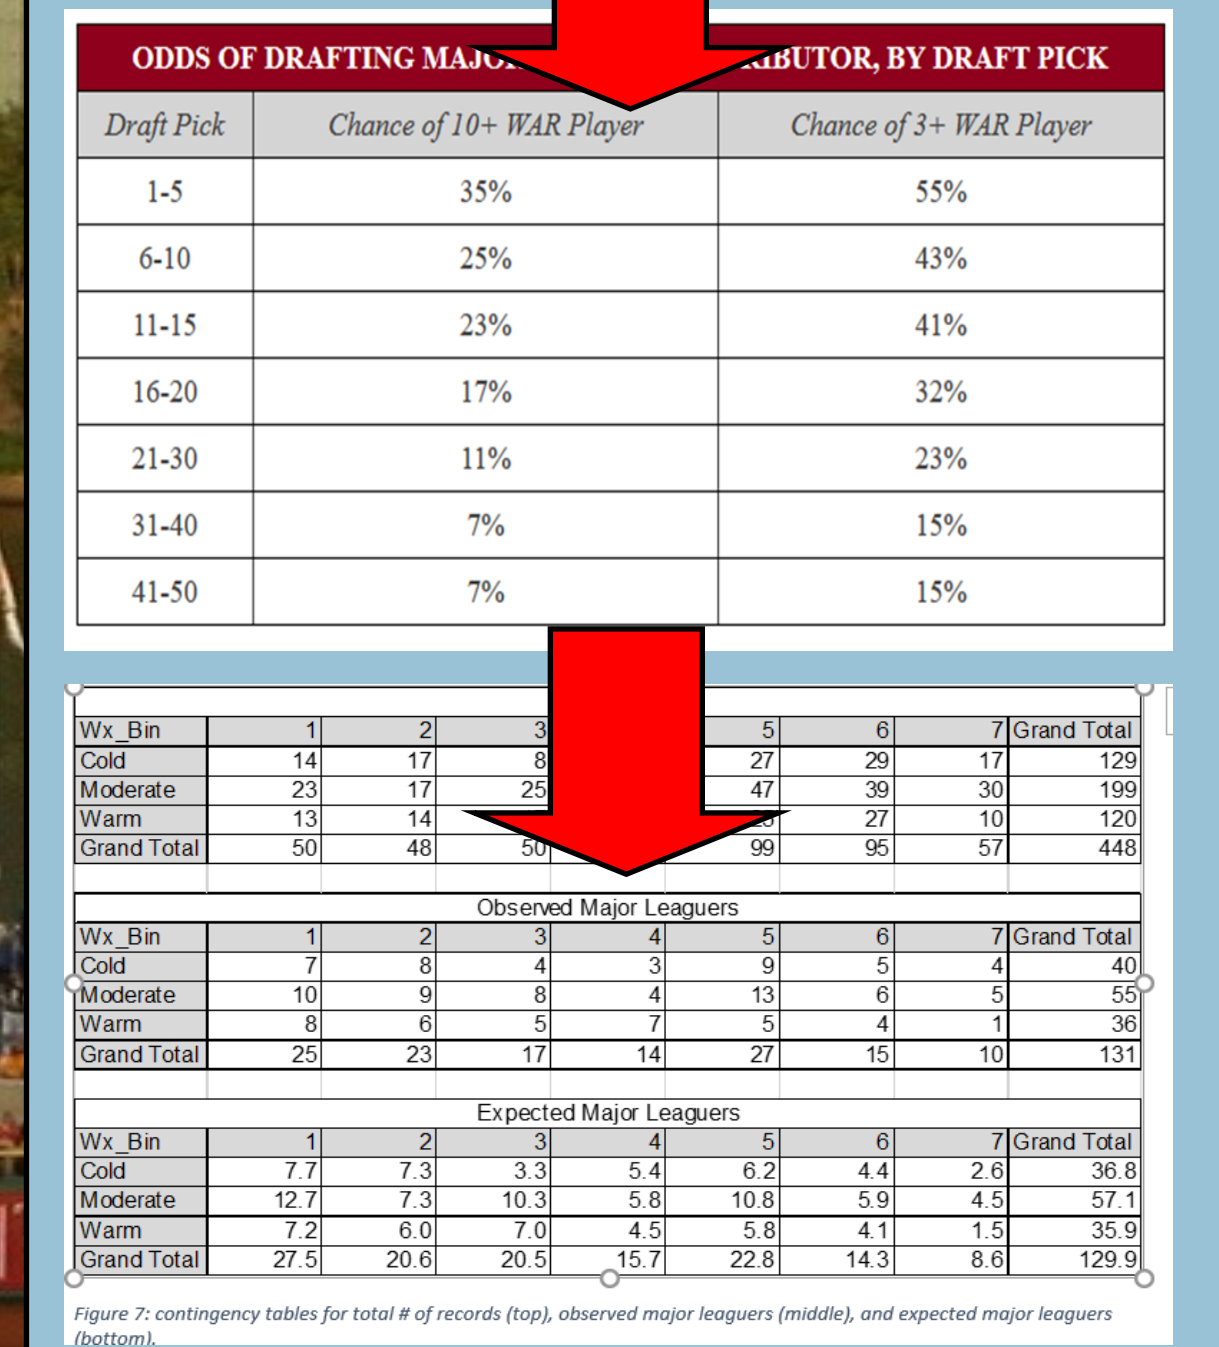 ODDS OF DRAFTING BUTOR, BY DRAFT PICK
Draft Pick Chance of 10+ WAR Player Chance of 3+ WAR Player
1-5 35% 55%
6-10 25% 43%
11-15 23% 41%
16-20 17% 32%
21-30 11% 23%
31-40 7% 15%
41-50 7% 15%
Wx_Bin 1 2 3 5 6 7 Grand Total
Cold 14 17 8 27 29 17 129
Moderate 23 17 25 47 39 30 199
Warm 13 14 27 10 120
Grand Total 50 48 50 99 95 57 448
Observed Major Leaguers
Wx_Bin 1 2 3 4 5 6 7 Grand Total
Cold 7 8 4 3 9 5 4 40
Moderate 10 9 8 4 13 6 5 55
Warm 8 6 5 7 5 4 1 36
Grand Total 25 23 17 14 27 15 10 131
Expected Major Leaguers
Wx_Bin 1 2 3 4 5 6 7 Grand Total
Cold 7.7 7.3 3.3 5.4 6.2 4.4 2.6 36.8
Moderate 12.7 7.3 10.3 5.8 10.8 5.9 4.5 57.1
Warm 7.2 6.0 7.0 4.5 5.8 4.1 1.5 35.9
Grand Total 27.5 20.6 20.5 15.7 22.8 14.3 8.6 129.9
Figure 7: contingency tables for total # of records (top), observed major leaguers (middle), and expected major leaguers
(bottom).